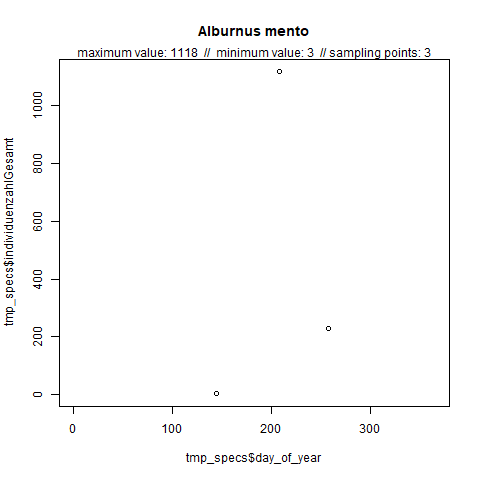 Alburnus mento
maximum value: 1118 // minimum value: 3 // sampling points: 3
tmp_specs$individuenzahlGesamt
1000
800
600
400
200
0
0 100 200 300
tmp_specs$day_of_year